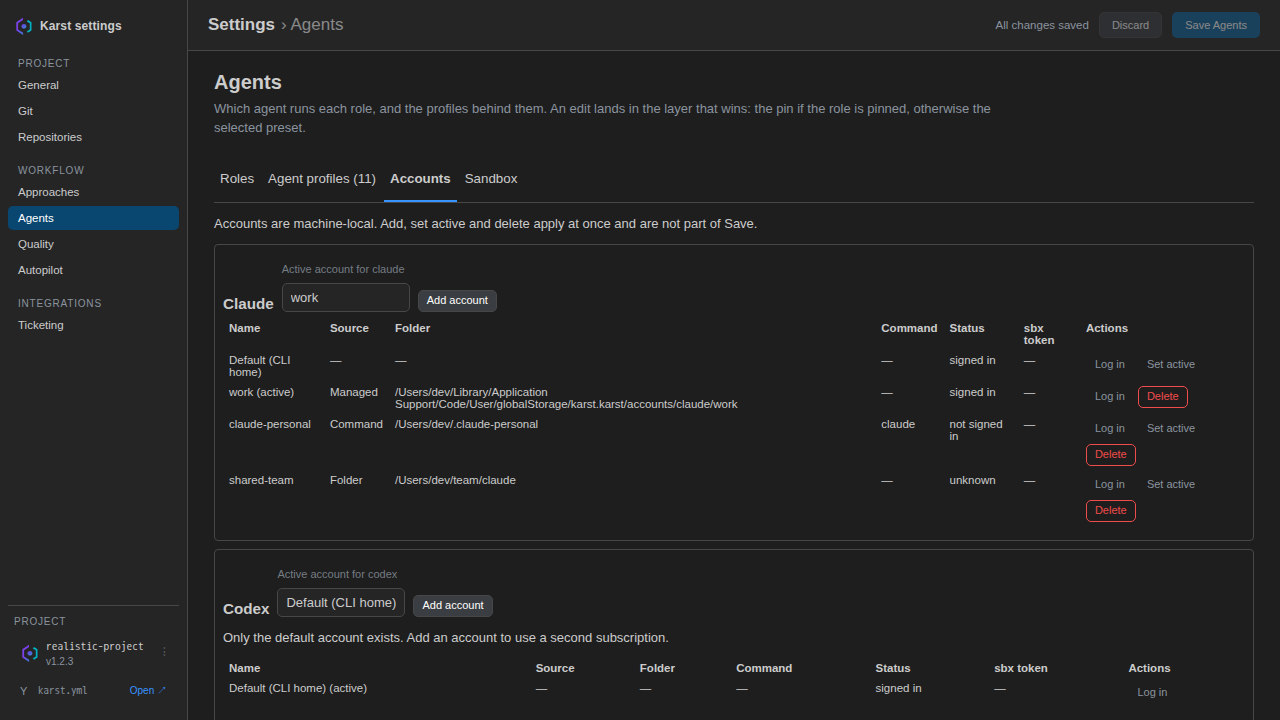 Karst settings
PROJECT
General
Git
Repositories
WORKFLOW
Approaches
Agents
Quality
Autopilot
INTEGRATIONS
Ticketing
PROJECT
realistic-project
v1.2.3
Y karst.yml Open ↗
Settings › Agents
All changes saved Discard Save Agents
Agents
Which agent runs each role, and the profiles behind them. An edit lands in the layer that wins: the pin if the role is pinned, otherwise the
selected preset.
Roles Agent profiles (11) Accounts Sandbox
Accounts are machine-local. Add, set active and delete apply at once and are not part of Save.
Active account for claude
Claude work Add account
Name Source Folder Command Status sbx
token Actions
Default (CLI
home) — — — signed in — Log in Set active
work (active) Managed /Users/dev/Library/Application
Support/Code/User/globalStorage/karst.karst/accounts/claude/work — signed in — Log in Delete
claude-personal Command /Users/dev/.claude-personal claude not signed
in — Log in Set active
Delete
shared-team Folder /Users/dev/team/claude — unknown — Log in Set active
Delete
Active account for codex
Codex Default (CLI home) Add account
Only the default account exists. Add an account to use a second subscription.
Name Source Folder Command Status sbx token Actions
Default (CLI home) (active) — — — signed in — Log in